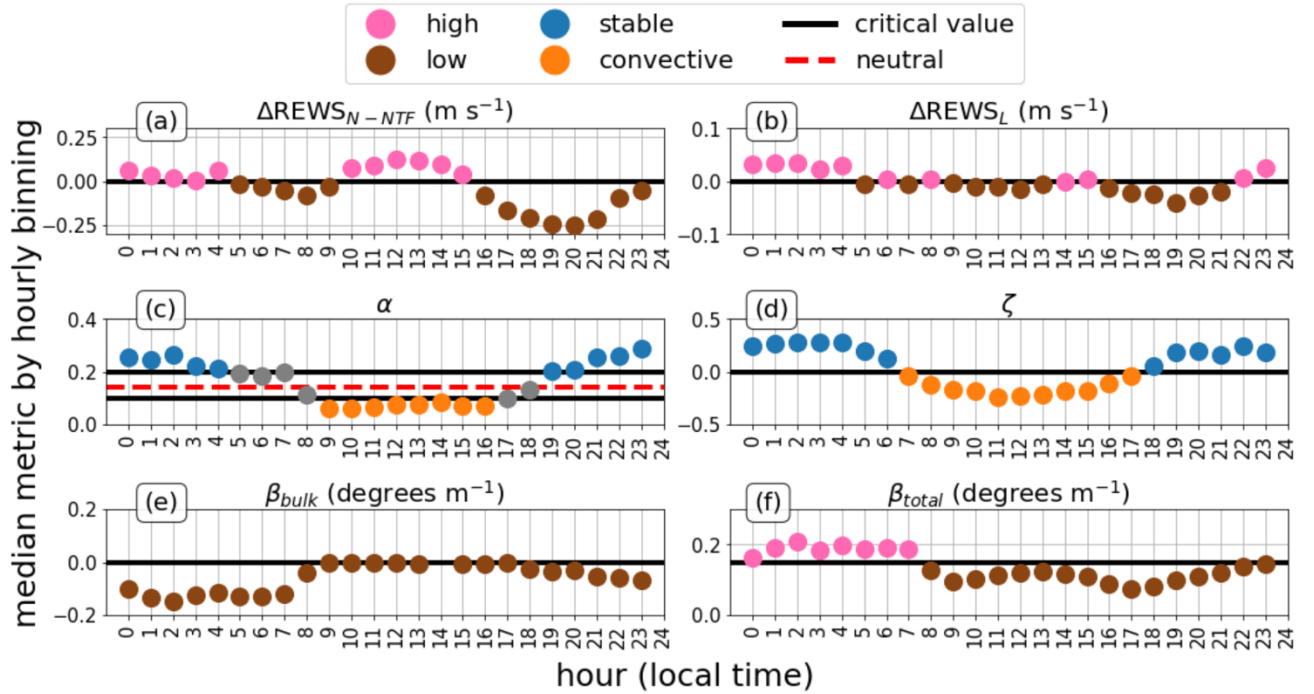 high
stable
critical value
low
convective
neutral
median metric by hourly binning
(a)
ΔREWS_{N−NTF} (m s⁻¹)
0.25
0.00
−0.25
0 1 2 3 4 5 6 7 8 9 10 11 12 13 14 15 16 17 18 19 20 21 22 23 24
(b)
ΔREWS_L (m s⁻¹)
0.1
0.0
−0.1
0 1 2 3 4 5 6 7 8 9 10 11 12 13 14 15 16 17 18 19 20 21 22 23 24
(c)
α
0.4
0.2
0.0
0 1 2 3 4 5 6 7 8 9 10 11 12 13 14 15 16 17 18 19 20 21 22 23 24
(d)
ζ
0.5
0.0
−0.5
0 1 2 3 4 5 6 7 8 9 10 11 12 13 14 15 16 17 18 19 20 21 22 23 24
(e)
β_{bulk} (degrees m⁻¹)
0.2
0.0
−0.2
0 1 2 3 4 5 6 7 8 9 10 11 12 13 14 15 16 17 18 19 20 21 22 23 24
(f)
β_{total} (degrees m⁻¹)
0.2
0.0
0 1 2 3 4 5 6 7 8 9 10 11 12 13 14 15 16 17 18 19 20 21 22 23 24
hour (local time)